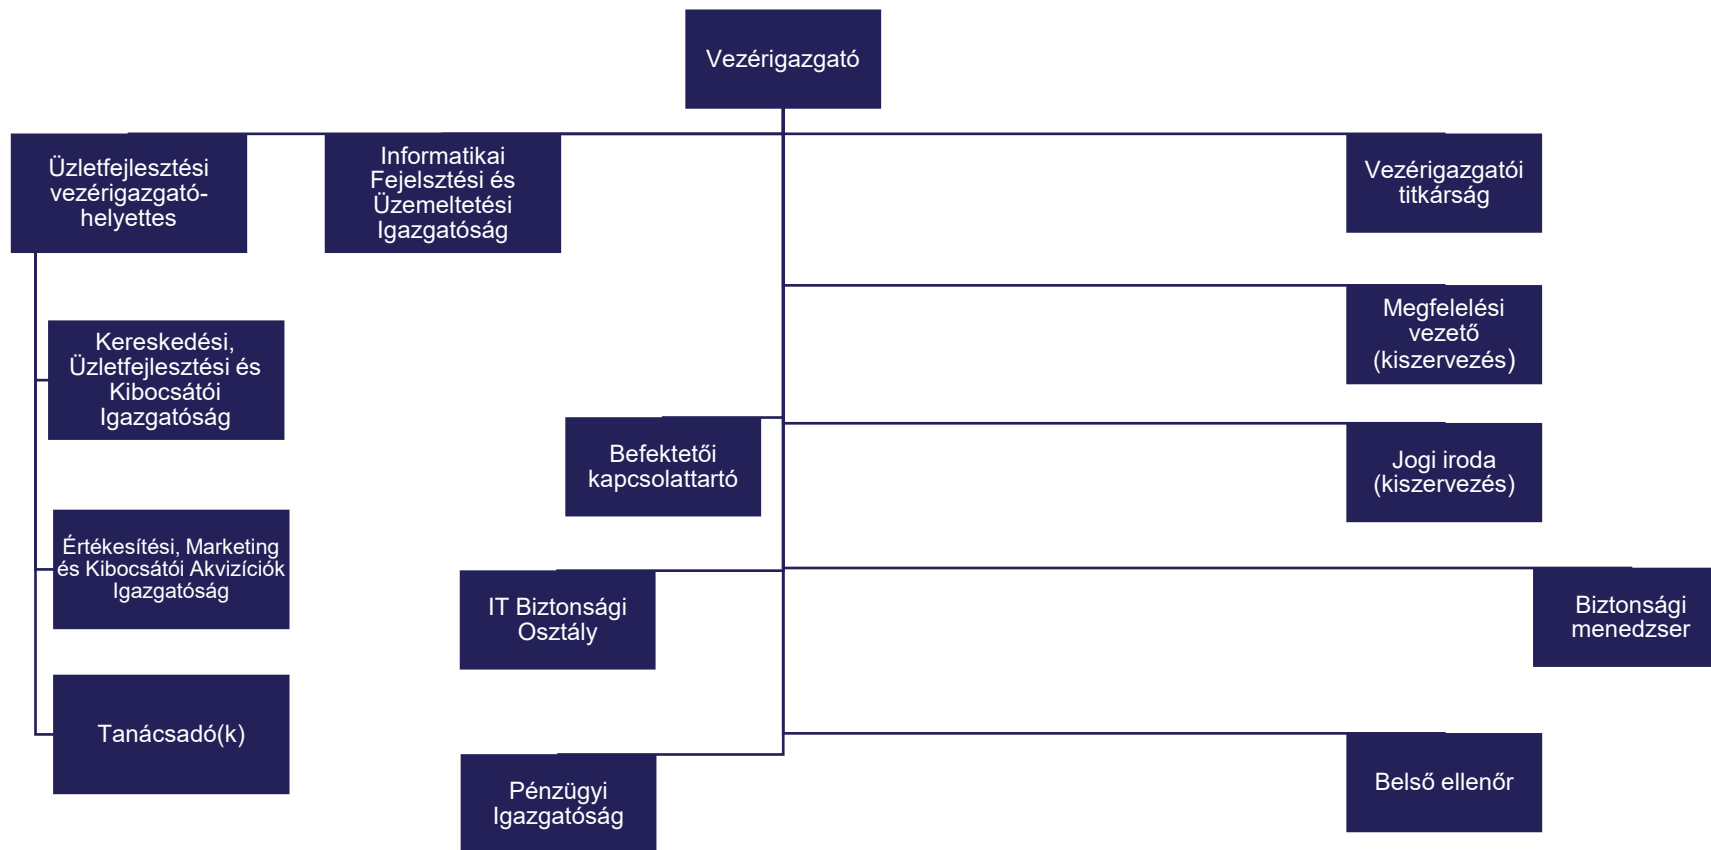 Vezérigazgató
Üzletfejlesztési
vezérigazgató-
helyettes
Informatikai
Fejelsztési és
Üzemeltetési
Igazgatóság
Vezérigazgatói
titkárság
Kereskedési,
Üzletfejlesztési és
Kibocsátói
Igazgatóság
Megfelelési
vezető
(kiszervezés)
Befektetői
kapcsolattartó
Jogi iroda
(kiszervezés)
Értékesítési, Marketing
és Kibocsátói Akvizíciók
Igazgatóság
IT Biztonsági
Osztály
Biztonsági
menedzser
Tanácsadó(k)
Pénzügyi
Igazgatóság
Belső ellenőr